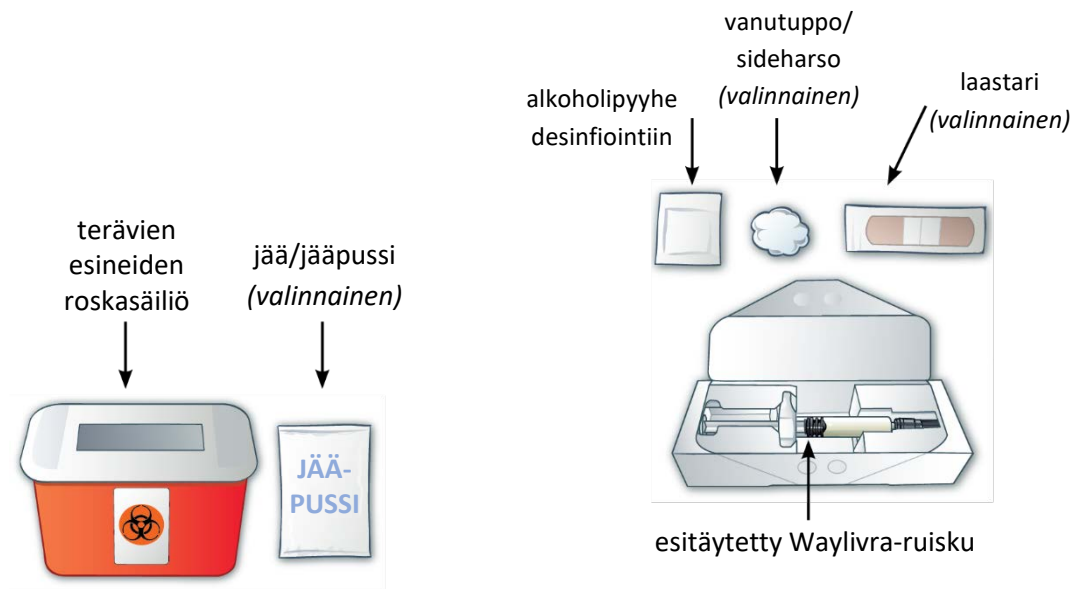 vanutuppo/
sideharso
(valinnainen)
alkoholipyyhe
desinfiointiin
laastari
(valinnainen)
terävien
esineiden
roskasäiliö
jää/jääpussi
(valinnainen)
JÄÄ-
PUSSI
esitäytetty Waylivra-ruisku